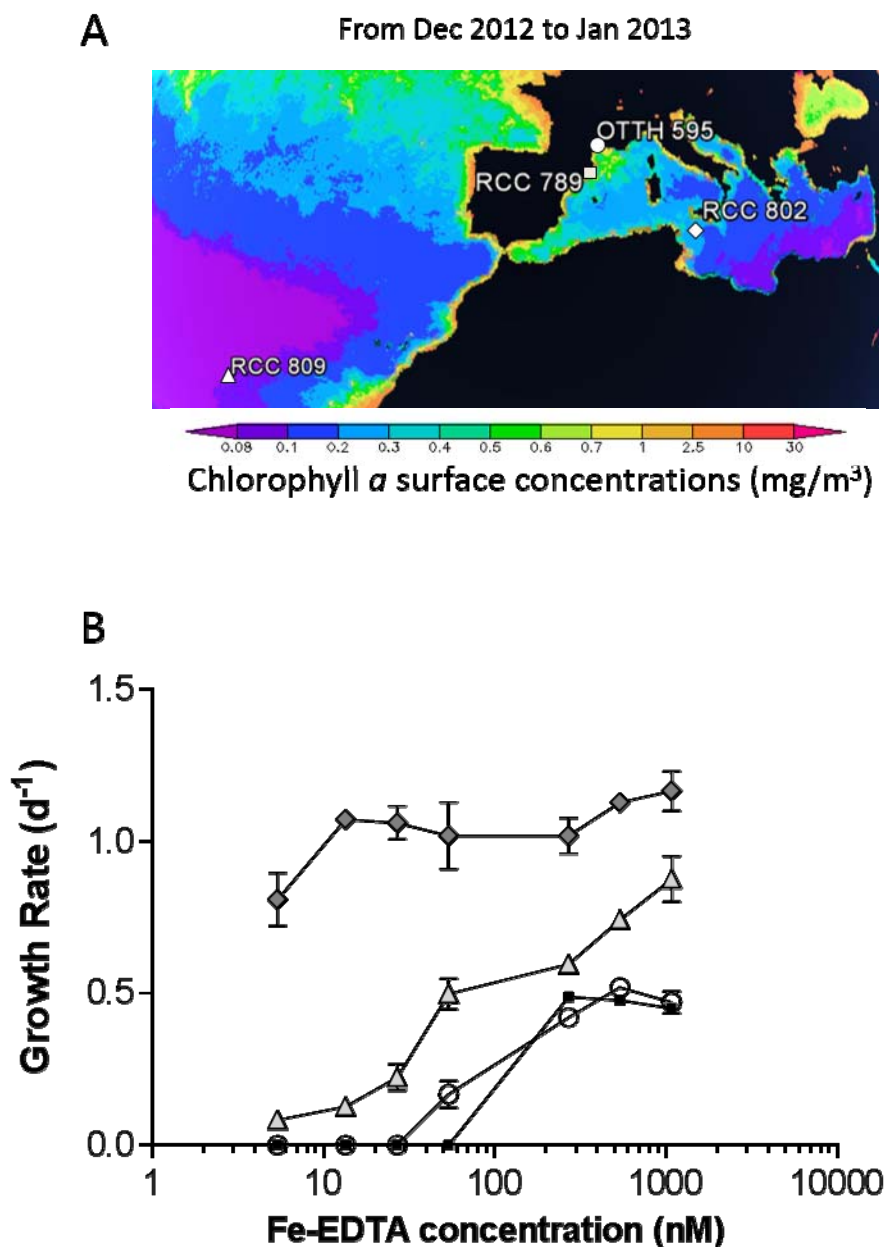 A
From Dec 2012 to Jan 2013
OTTH 595
RCC 789
RCC 802
RCC 809
0.08 0.1 0.2 0.3 0.4 0.5 0.6 0.7 1 2.5 10 30
Chlorophyll a surface concentrations (mg/m³)
B
1.5
1.0
0.5
0.0
Growth Rate (d⁻¹)
1 10 100 1000 10000
Fe-EDTA concentration (nM)